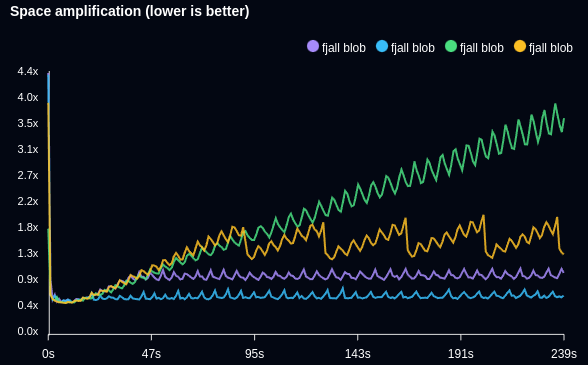 Space amplification (lower is better)
fjall blob fjall blob fjall blob fjall blob
4.4x
4.0x
3.5x
3.1x
2.7x
2.2x
1.8x
1.3x
0.9x
0.4x
0.0x
0s 47s 95s 143s 191s 239s